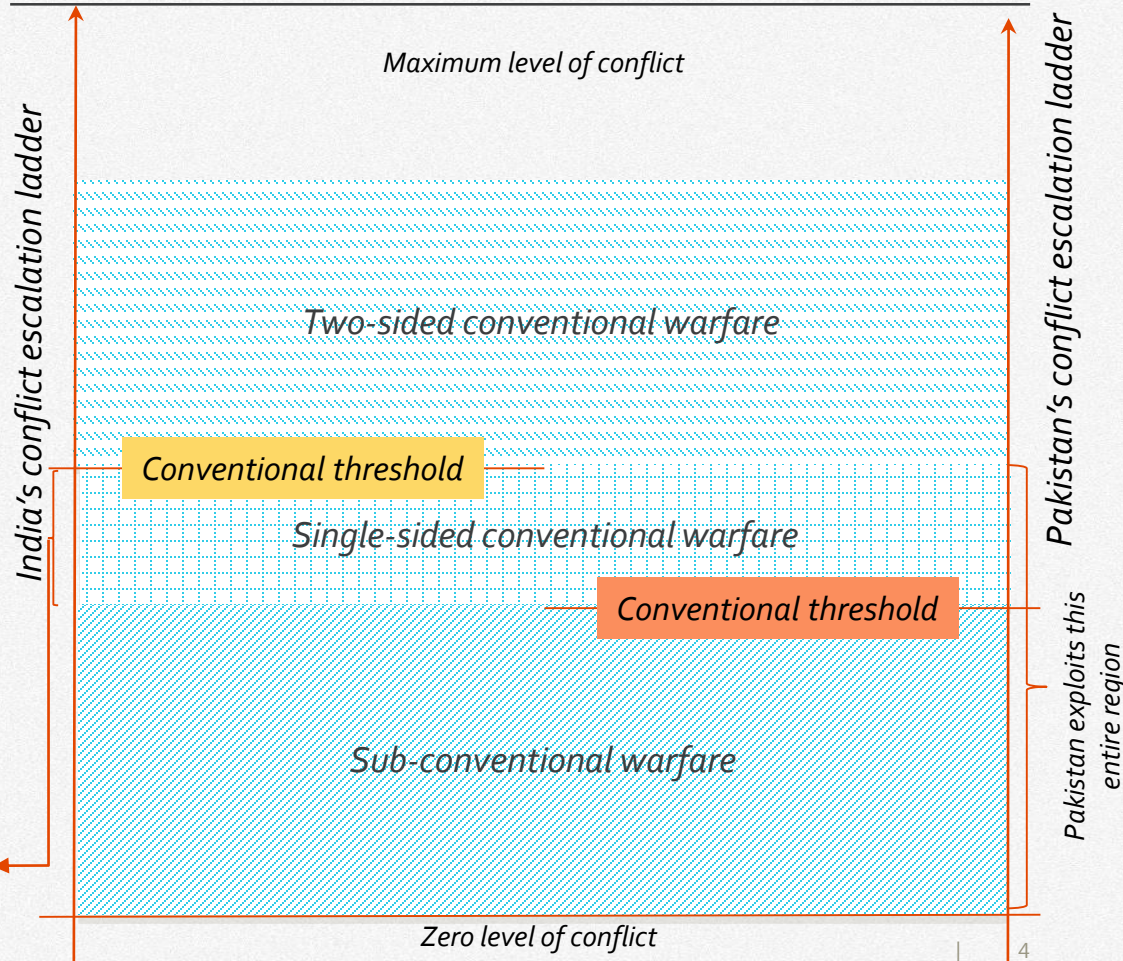 Maximum level of conflict
India's conflict escalation ladder
Pakistan's conflict escalation ladder
Two-sided conventional warfare
Conventional threshold
Single-sided conventional warfare
Conventional threshold
Pakistan exploits this
entire region
Sub-conventional warfare
Zero level of conflict
4